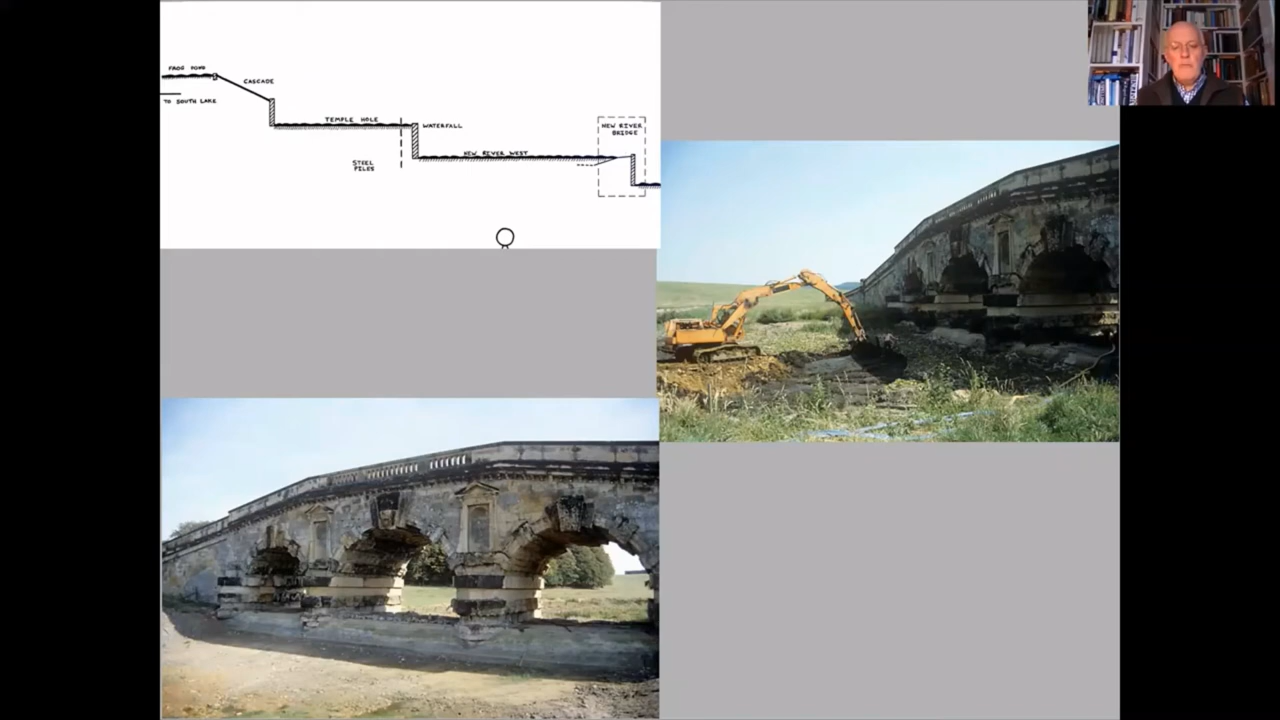 FROG POND
CASCADE
TO SOUTH LAKE
TEMPLE HOLE
WATERFALL
NEW RIVER
BRIDGE
NEW RIVER WEST
STEEL
PILES